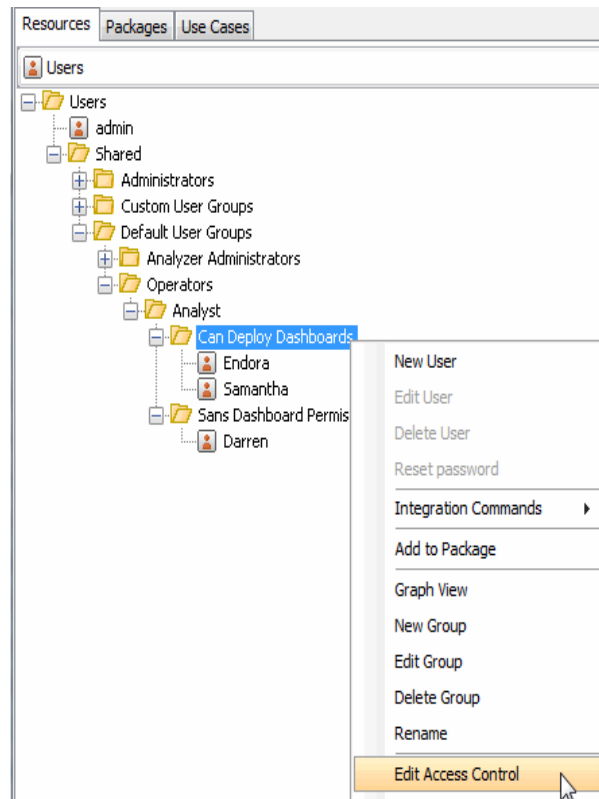 Resources Packages Use Cases
Users
Users
admin
Shared
Administrators
Custom User Groups
Default User Groups
Analyzer Administrators
Operators
Analyst
Can Deploy Dashboards
Endora
Samantha
Sans Dashboard Permis
Darren
New User
Edit User
Delete User
Reset password
Integration Commands
Add to Package
Graph View
New Group
Edit Group
Delete Group
Rename
Edit Access Control